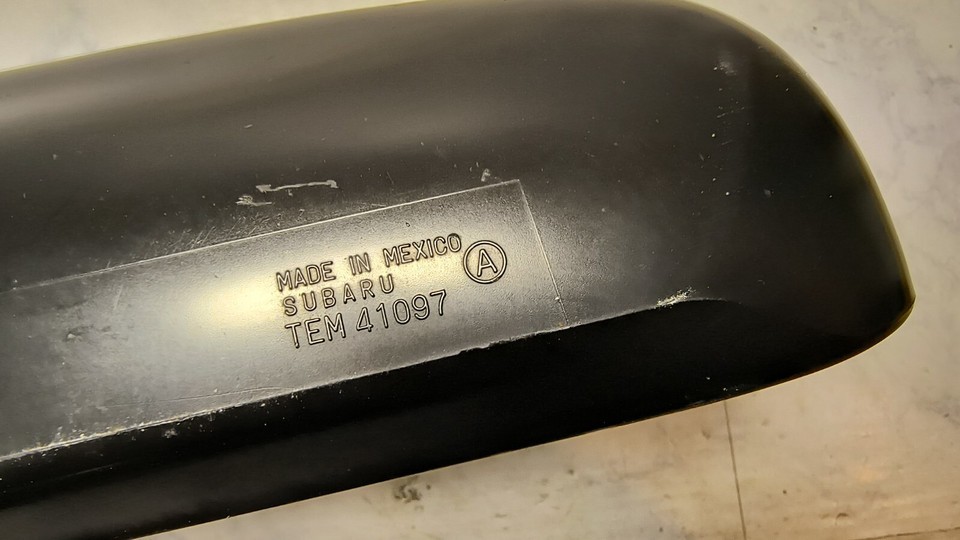 MADE IN MEXICO
SUBARU Ⓐ
TEM 41097